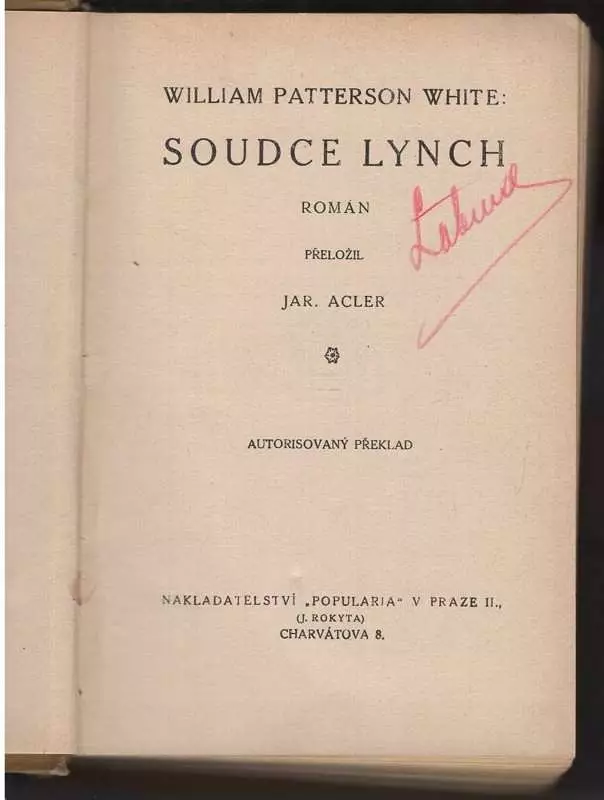 WILLIAM PATTERSON WHITE:
SOUDCE LYNCH
ROMÁN
PŘELOŽIL
JAR. ACLER
AUTORISOVANÝ PŘEKLAD
NAKLADATELSTVÍ „POPULARIA“ V PRAZE II.,
(J. ROKYTA)
CHARVÁTOVA 8.